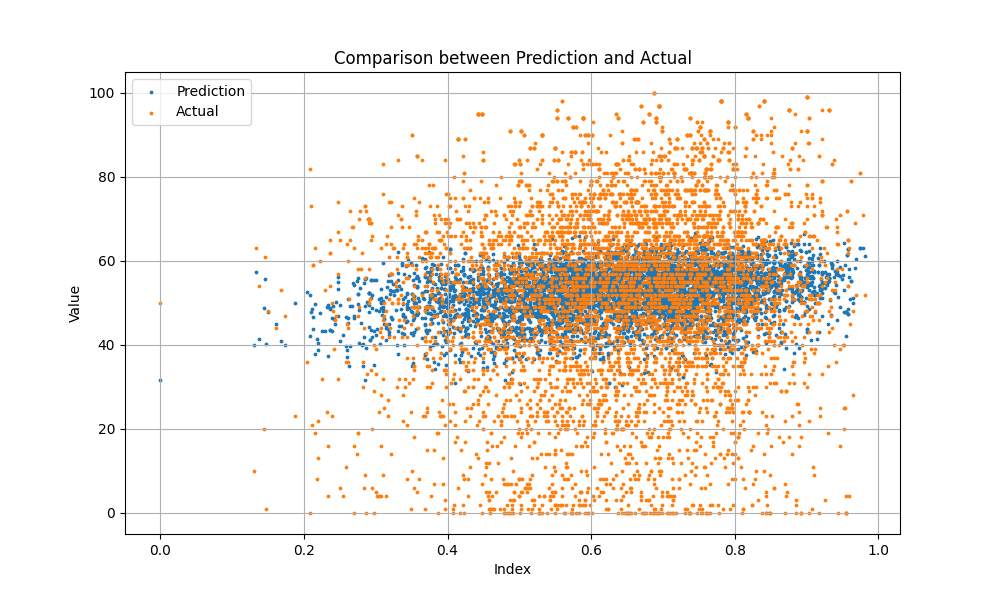 Comparison between Prediction and Actual
Prediction
Actual
100
80
60
40
20
0
Value
0.0 0.2 0.4 0.6 0.8 1.0
Index